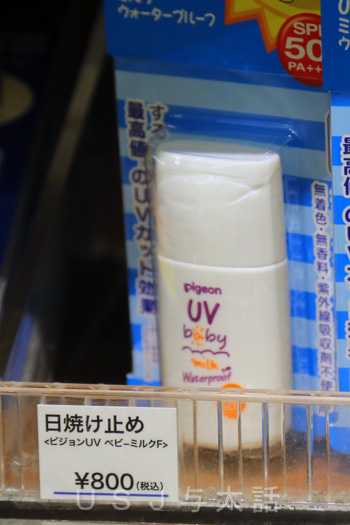 ウォータープルーフ
SPF
50
PA++
最高値*のUVカット効果
無着色・無香料・紫外線吸収剤不使用
Pigeon
UV
baby
milk
Waterproof
日焼け止め
<ピジョンUV ベビーミルクF>
¥800(税込)
USJ与太話